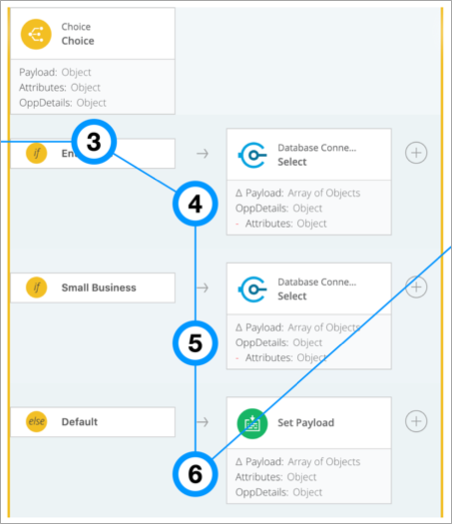 Choice
Choice
Payload: Object
Attributes: Object
OppDetails: Object
if
3
Database Conne...
Select
Δ Payload: Array of Objects
OppDetails: Object
- Attributes: Object
4
if
Small Business
Database Conne...
Select
Δ Payload: Array of Objects
OppDetails: Object
- Attributes: Object
5
else
Default
Set Payload
Δ Payload: Array of Objects
Attributes: Object
OppDetails: Object
6